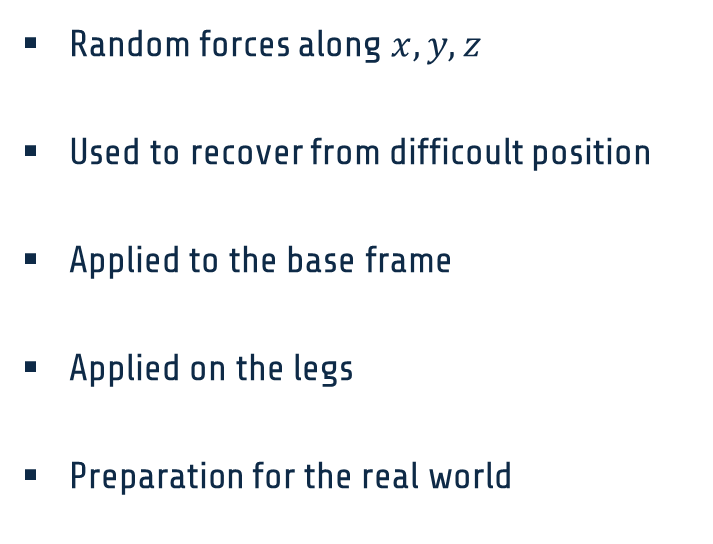 ▪ Random forces along x, y, z
▪ Used to recover from difficoult position
▪ Applied to the base frame
▪ Applied on the legs
▪ Preparation for the real world